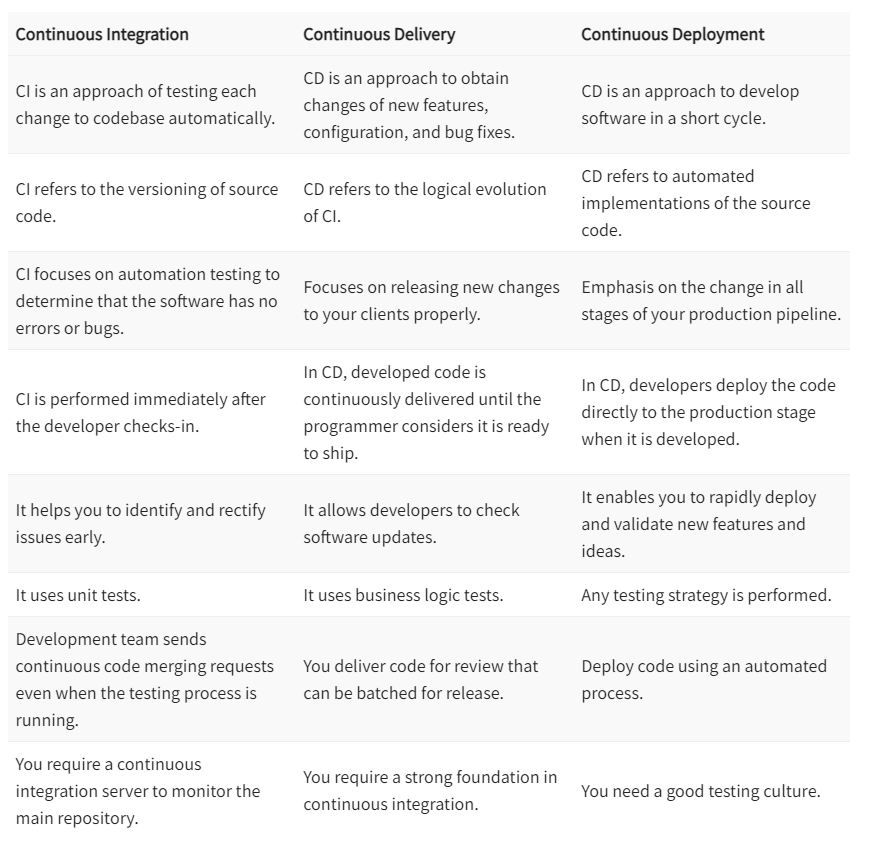 Continuous Integration
Continuous Delivery
Continuous Deployment
CI is an approach of testing each
change to codebase automatically.
CD is an approach to obtain
changes of new features,
configuration, and bug fixes.
CD is an approach to develop
software in a short cycle.
CI refers to the versioning of source
code.
CD refers to the logical evolution
of CI.
CD refers to automated
implementations of the source
code.
CI focuses on automation testing to
determine that the software has no
errors or bugs.
Focuses on releasing new changes
to your clients properly.
Emphasis on the change in all
stages of your production pipeline.
CI is performed immediately after
the developer checks-in.
In CD, developed code is
continuously delivered until the
programmer considers it is ready
to ship.
In CD, developers deploy the code
directly to the production stage
when it is developed.
It helps you to identify and rectify
issues early.
It allows developers to check
software updates.
It enables you to rapidly deploy
and validate new features and
ideas.
It uses unit tests.
It uses business logic tests.
Any testing strategy is performed.
Development team sends
continuous code merging requests
even when the testing process is
running.
You deliver code for review that
can be batched for release.
Deploy code using an automated
process.
You require a continuous
integration server to monitor the
main repository.
You require a strong foundation in
continuous integration.
You need a good testing culture.